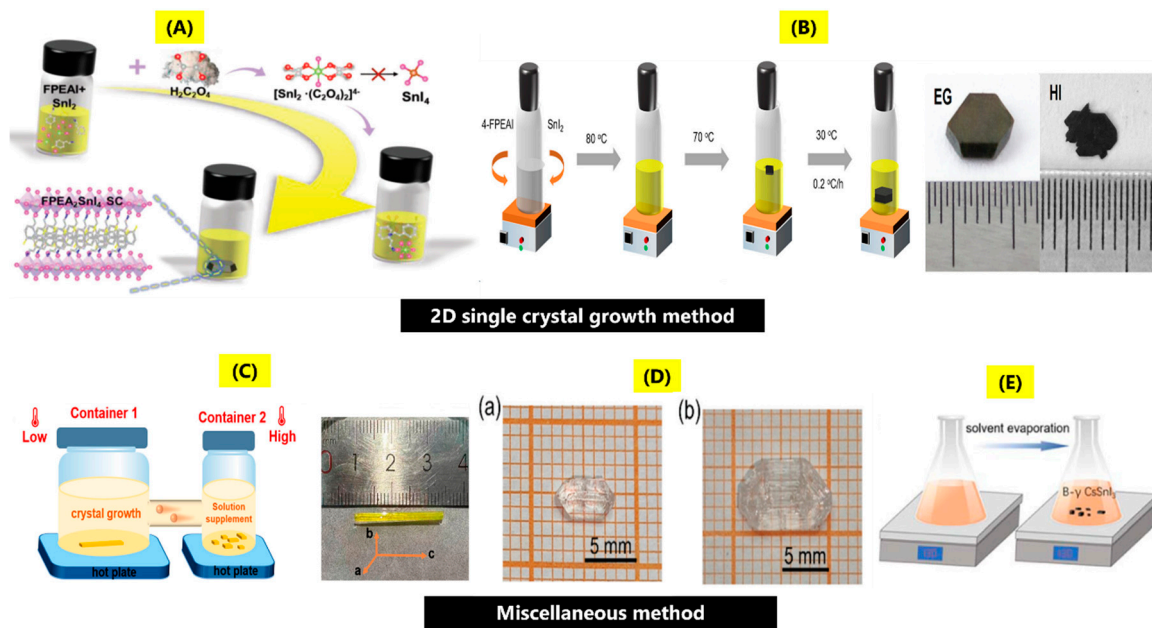 (A)
FPEAI+
SnI2
+
H2C2O4
[SnI2 ·(C2O4)2]4-
SnI4
FPEA2SnI4 SC
(B)
4-FPEAI
SnI2
80 °C
70 °C
30 °C
0.2 °C/h
EG
HI
2D single crystal growth method
(C)
Low
Container 1
Container 2
High
crystal growth
Solution
supplement
hot plate
hot plate
0 1 2 3 4
b
c
a
(D)
(a)
5 mm
(b)
5 mm
(E)
solvent evaporation
B-γ CsSnI3
Miscellaneous method